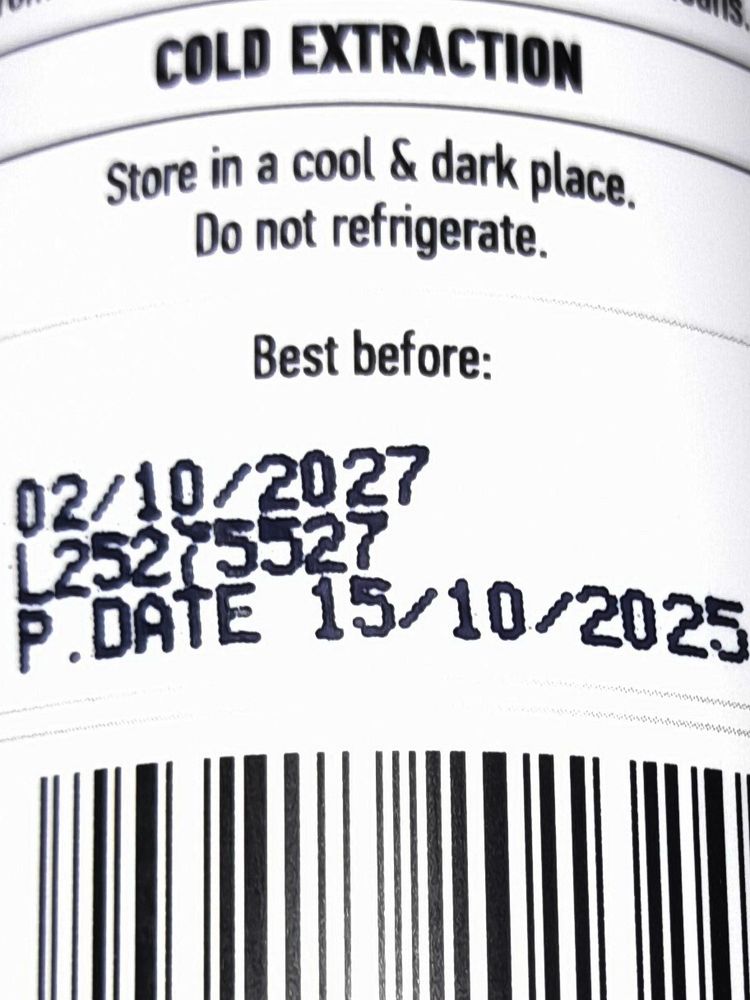 COLD EXTRACTION
Store in a cool & dark place.
Do not refrigerate.
Best before:
02/10/2027
L25275527
P.DATE 15/10/2025